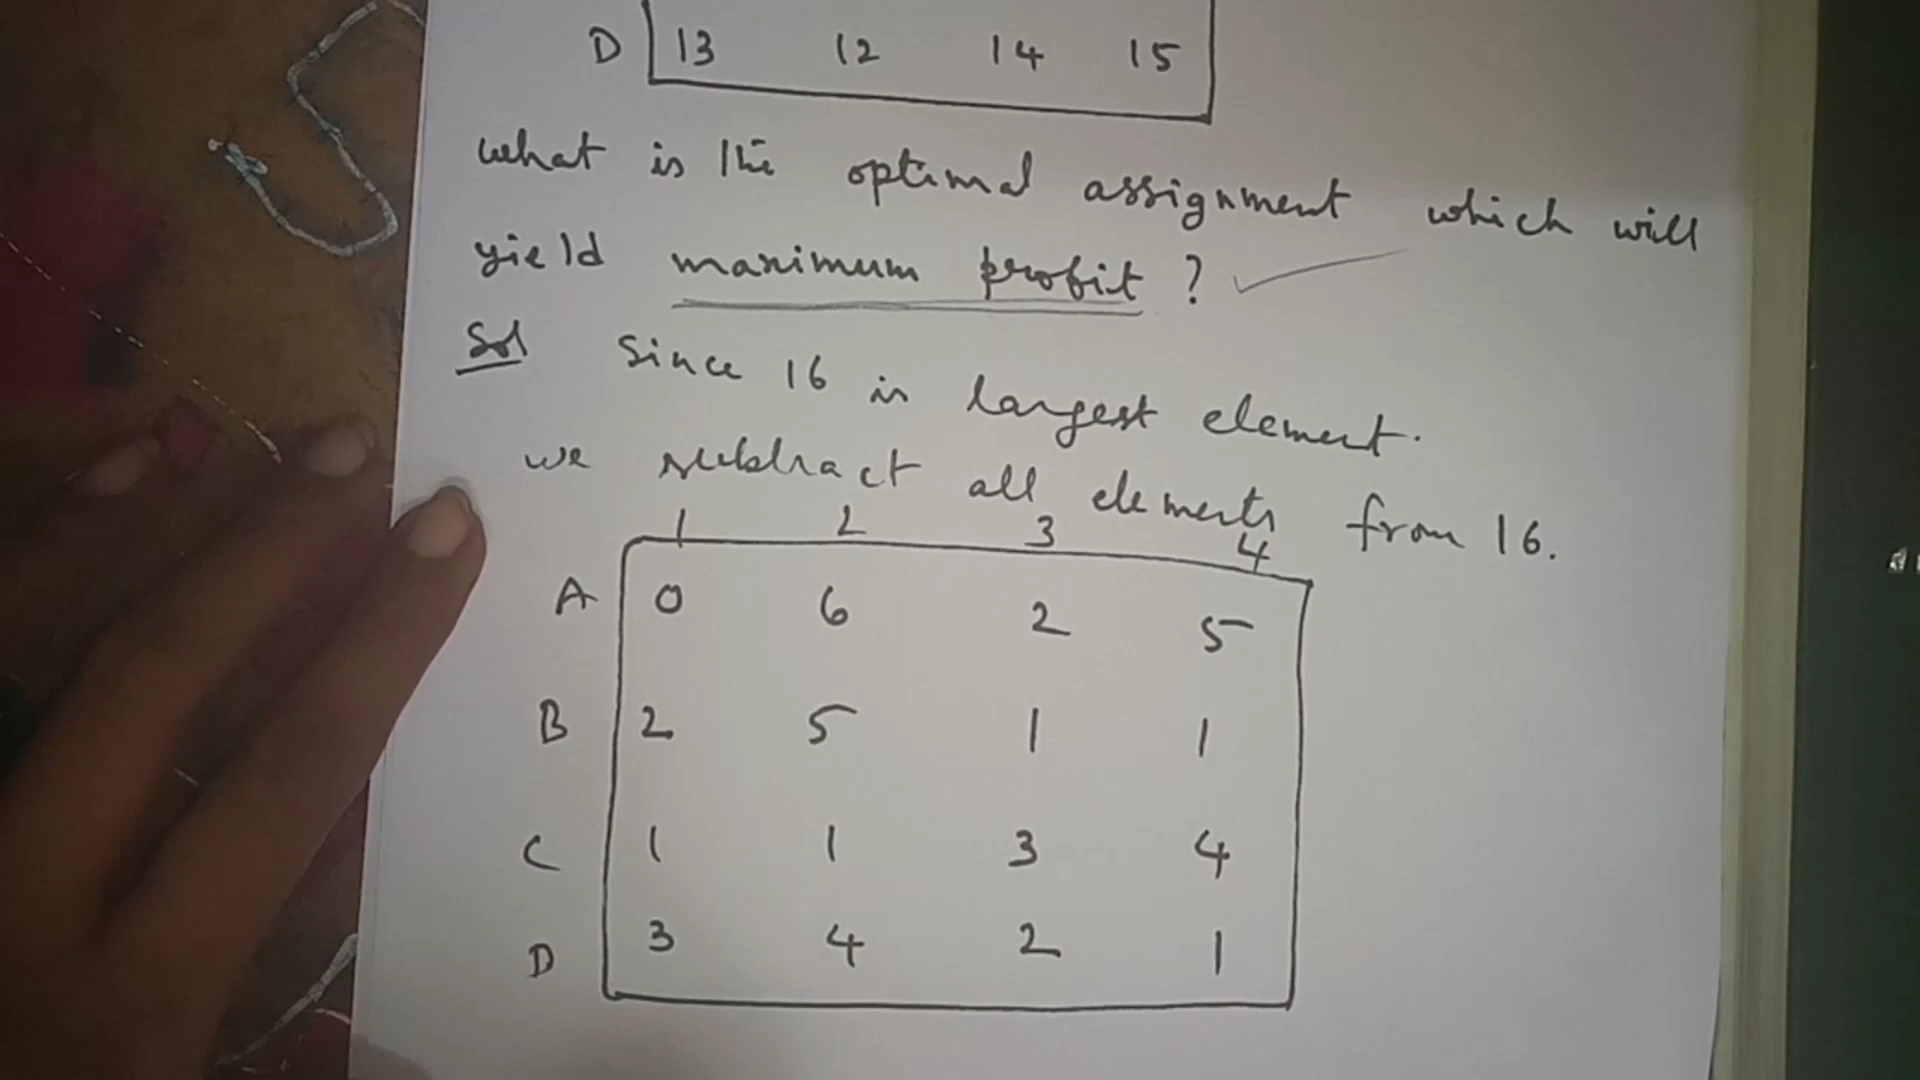 D 13 12 14 15
what is the optimal assignment which will
yield maximum profit ?
Sol Since 16 is largest element.
we subtract all elements from 16.
1 2 3 4
A 0 6 2 5
B 2 5 1 1
C 1 1 3 4
D 3 4 2 1